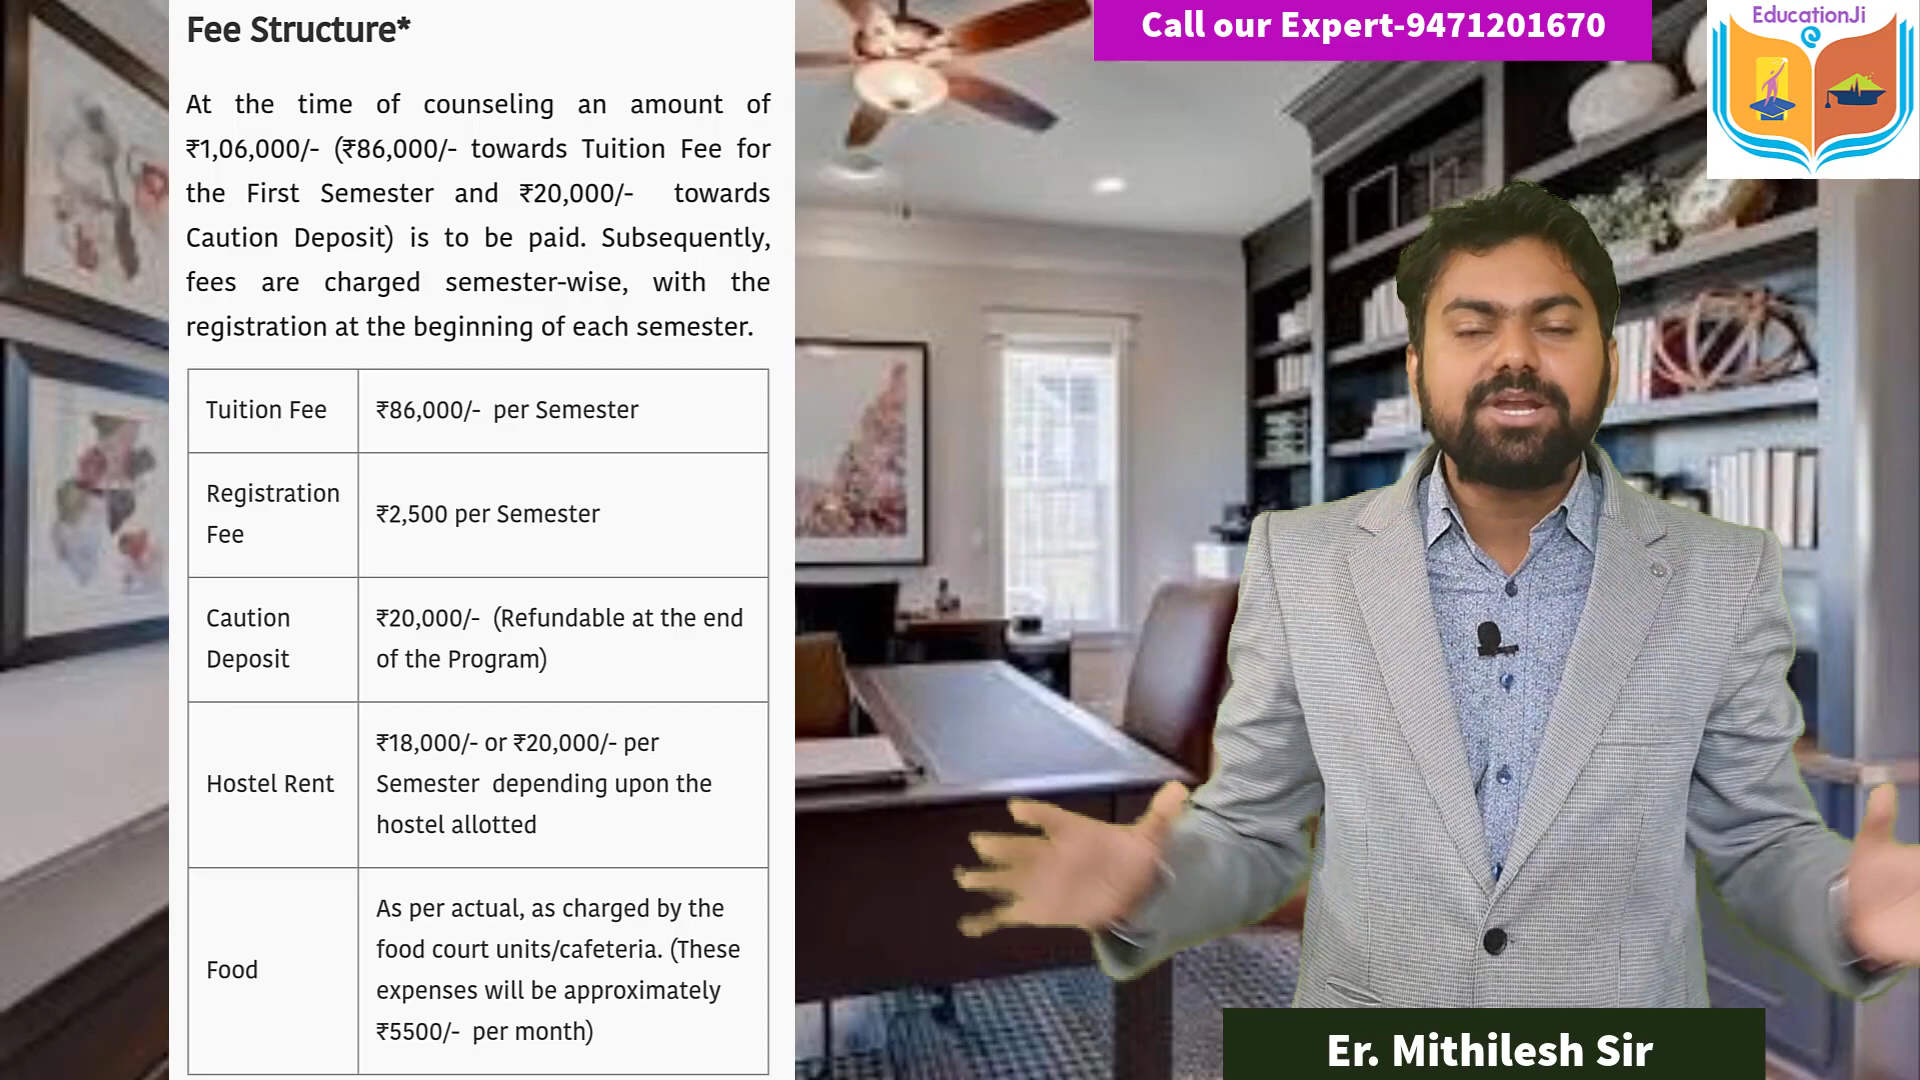 Fee Structure*
At the time of counseling an amount of
₹1,06,000/- (₹86,000/- towards Tuition Fee for
the First Semester and ₹20,000/- towards
Caution Deposit) is to be paid. Subsequently,
fees are charged semester-wise, with the
registration at the beginning of each semester.
Tuition Fee
₹86,000/- per Semester
Registration
Fee
₹2,500 per Semester
Caution
Deposit
₹20,000/- (Refundable at the end
of the Program)
Hostel Rent
₹18,000/- or ₹20,000/- per
Semester depending upon the
hostel allotted
Food
As per actual, as charged by the
food court units/cafeteria. (These
expenses will be approximately
₹5500/- per month)
Call our Expert-9471201670
EducationJi
Er. Mithilesh Sir